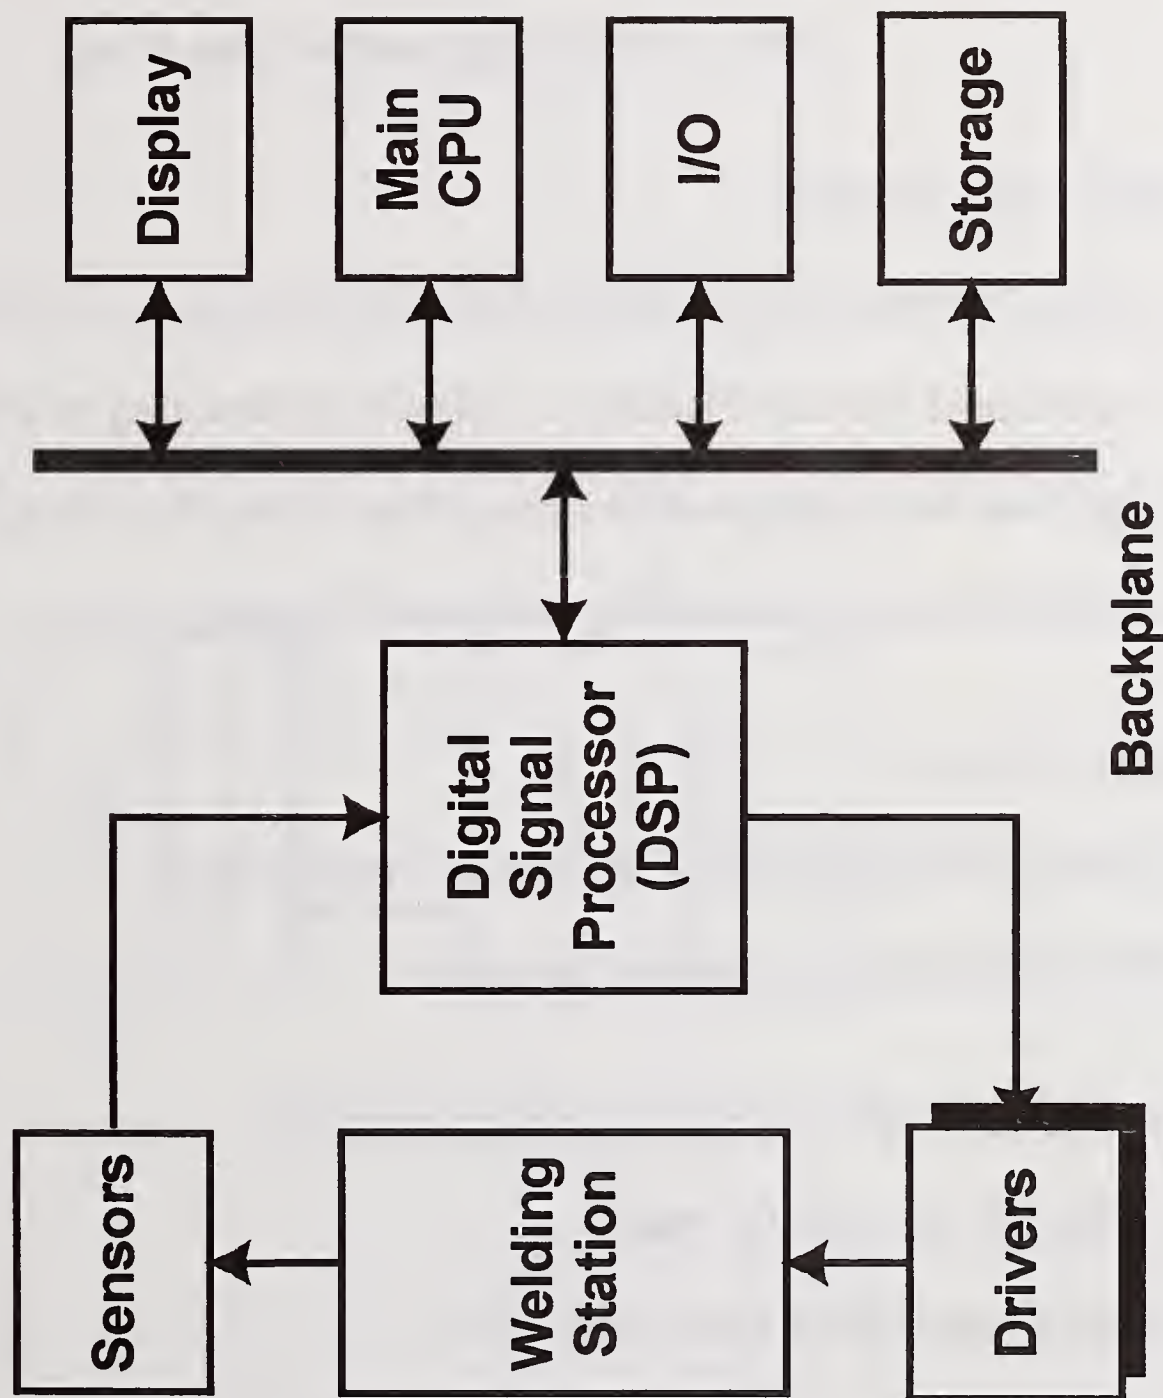 Display
Main
CPU
I/O
Storage
Digital
Signal
Processor
(DSP)
Backplane
Sensors
Welding
Station
Drivers